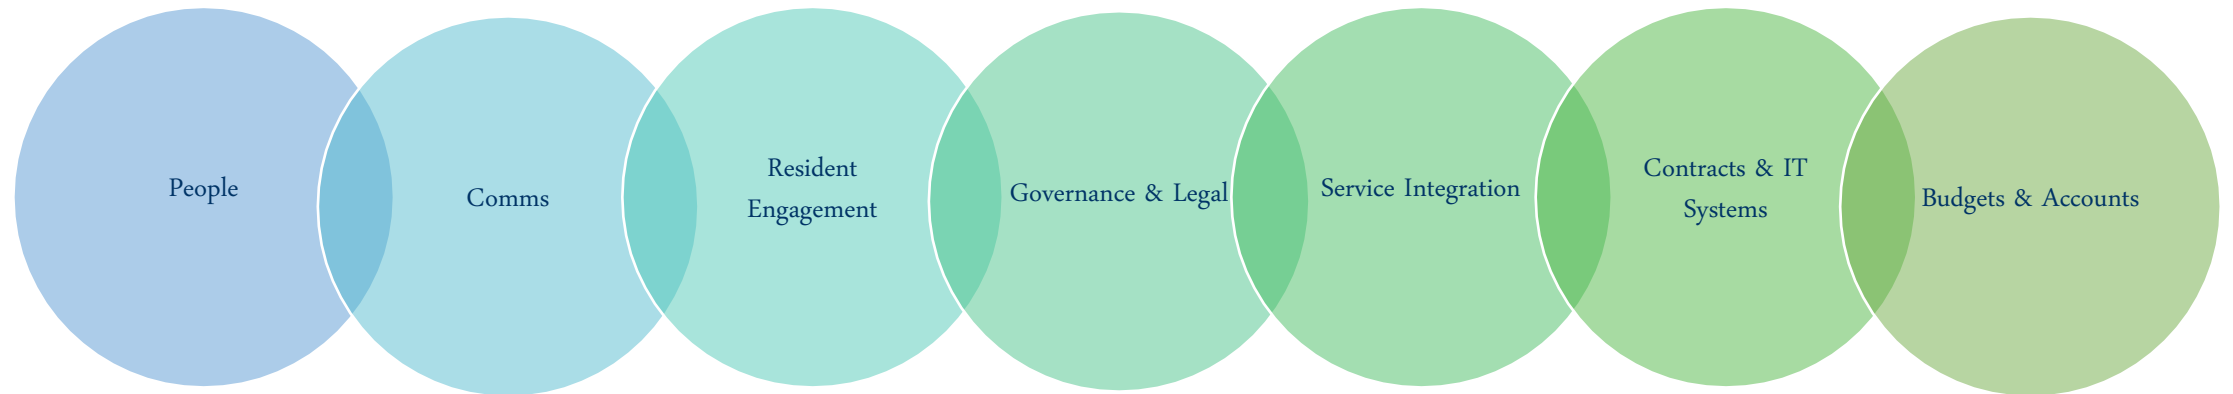 People
Comms
Resident
Engagement
Governance & Legal
Service Integration
Contracts & IT
Systems
Budgets & Accounts